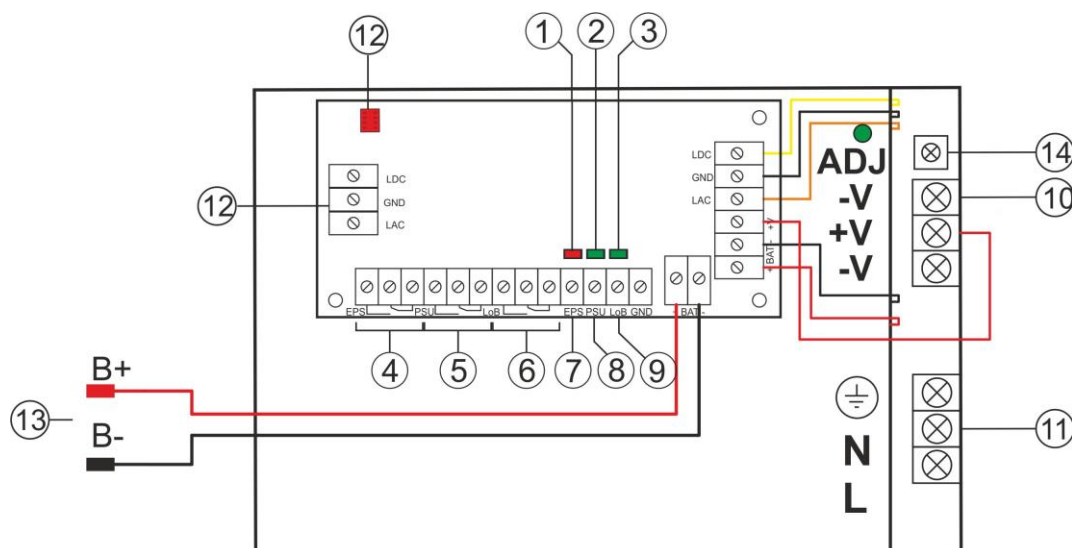 1 2 3
12
LDC
GND
LAC
12
LDC
GND
LAC
+V
+ BAT -
ADJ
-V
+V
-V
14
10
EPS PSU LoB EPS PSU LoB GND + BAT -
4 5 6 7 8 9
B+
13
B-
N
L
11